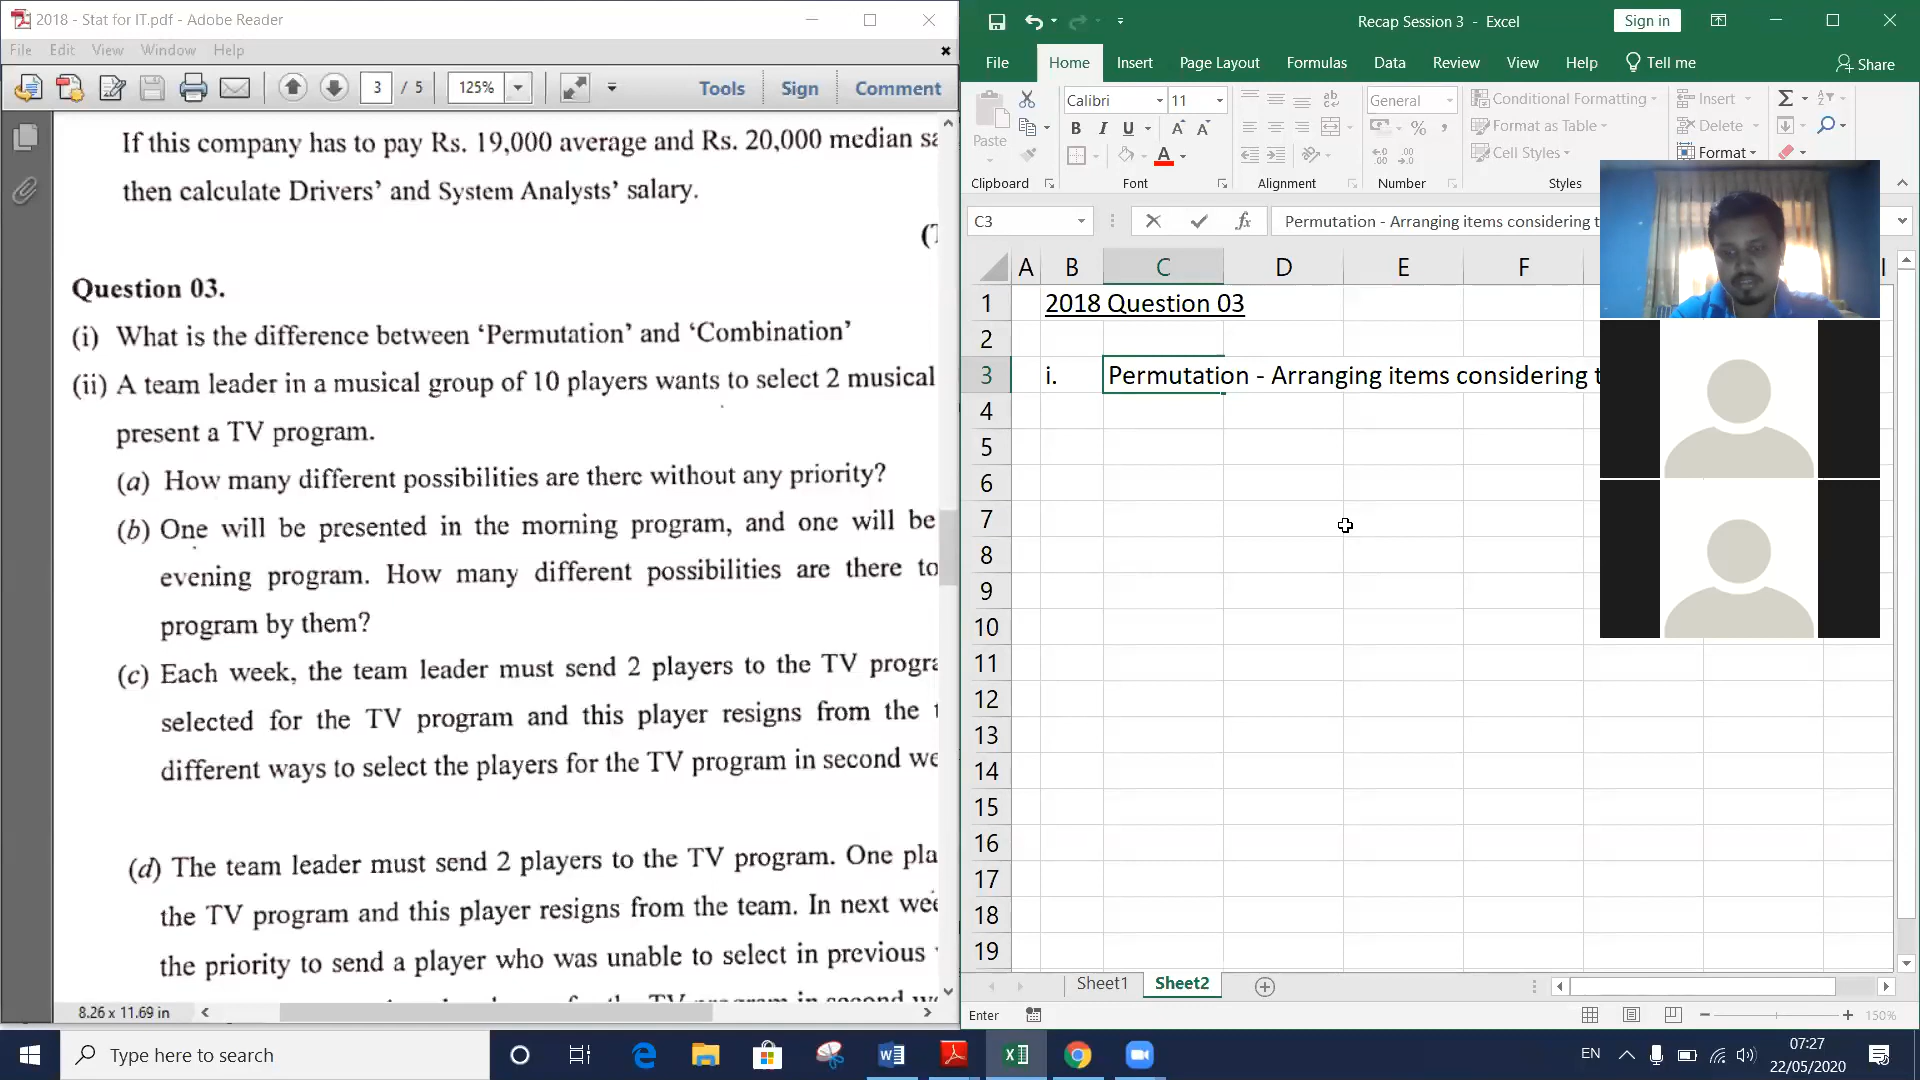 2018 - Stat for IT.pdf - Adobe Reader
File Edit View Window Help
3 / 5 125% Tools Sign Comment
If this company has to pay Rs. 19,000 average and Rs. 20,000 median
then calculate Drivers’ and System Analysts’ salary.
Question 03.
(i) What is the difference between ‘Permutation’ and ‘Combination’
(ii) A team leader in a musical group of 10 players wants to select 2 musical
present a TV program.
(a) How many different possibilities are there without any priority?
(b) One will be presented in the morning program, and one will be
evening program. How many different possibilities are there to
program by them?
(c) Each week, the team leader must send 2 players to the TV
selected for the TV program and this player resigns from the
different ways to select the players for the TV program in second
(d) The team leader must send 2 players to the TV program. One
the TV program and this player resigns from the team. In next
the priority to send a player who was unable to select in previous
8.26 x 11.69 in
Recap Session 3 - Excel Sign in
File Home Insert Page Layout Formulas Data Review View Help Tell me Share
Paste Calibri 11 General Conditional Formatting Insert
B I U A A % , Format as Table Delete
A Cell Styles Format
Clipboard Font Alignment Number Styles
C3 fx Permutation - Arranging items considering t
A B C D E F I
1 2018 Question 03
2
3 i. Permutation - Arranging items considering t
4
5
6
7
8
9
10
11
12
13
14
15
16
17
18
19
Sheet1 Sheet2
Enter 150%
Type here to search EN 07:27
22/05/2020